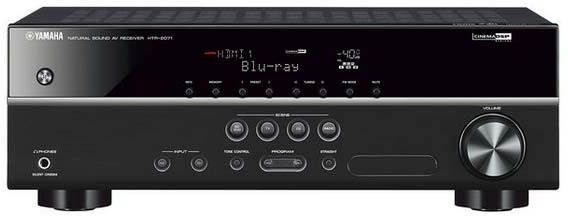 YAMAHA NATURAL SOUND AV RECEIVER HTR-2071
CINEMA DSP
HDMI 1
-40.0
Blu-ray
INFO MEMORY PRESET TUNING FM MODE MUTE
SCENE
TV CD RADIO
VOLUME
PHONES
SILENT CINEMA
INPUT TONE CONTROL PROGRAM STRAIGHT